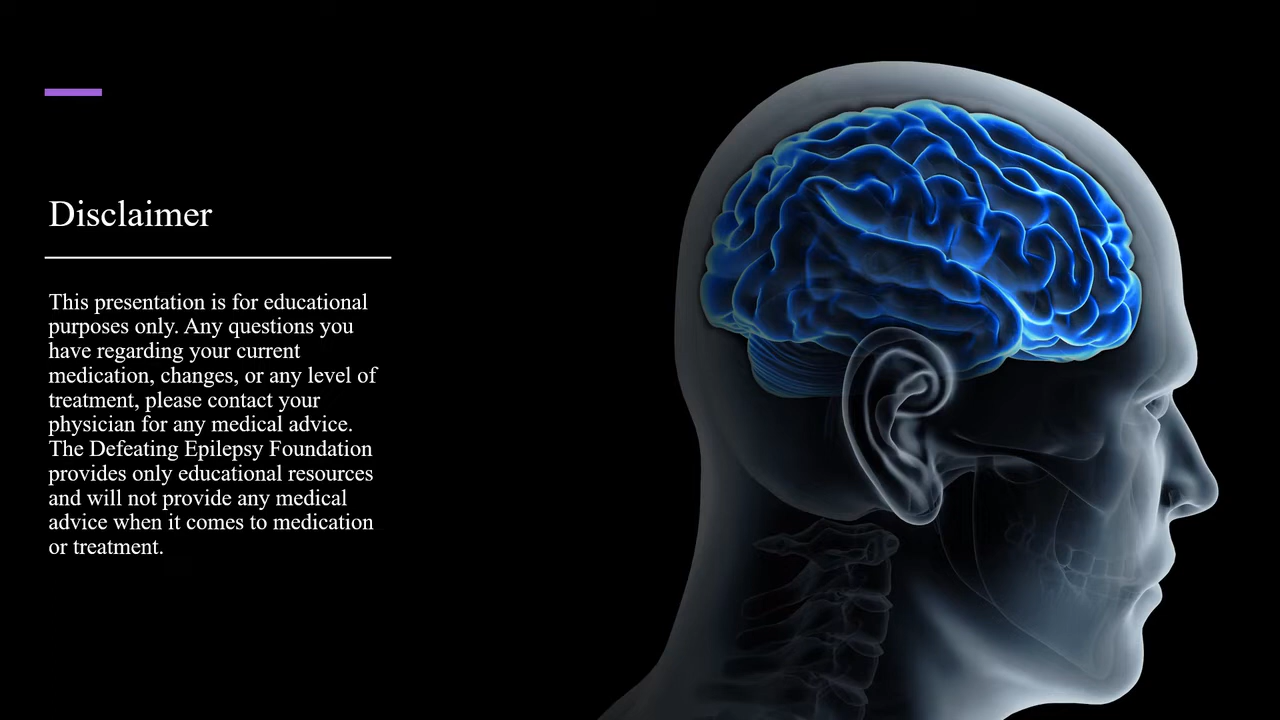 Disclaimer
This presentation is for educational
purposes only. Any questions you
have regarding your current
medication, changes, or any level of
treatment, please contact your
physician for any medical advice.
The Defeating Epilepsy Foundation
provides only educational resources
and will not provide any medical
advice when it comes to medication
or treatment.